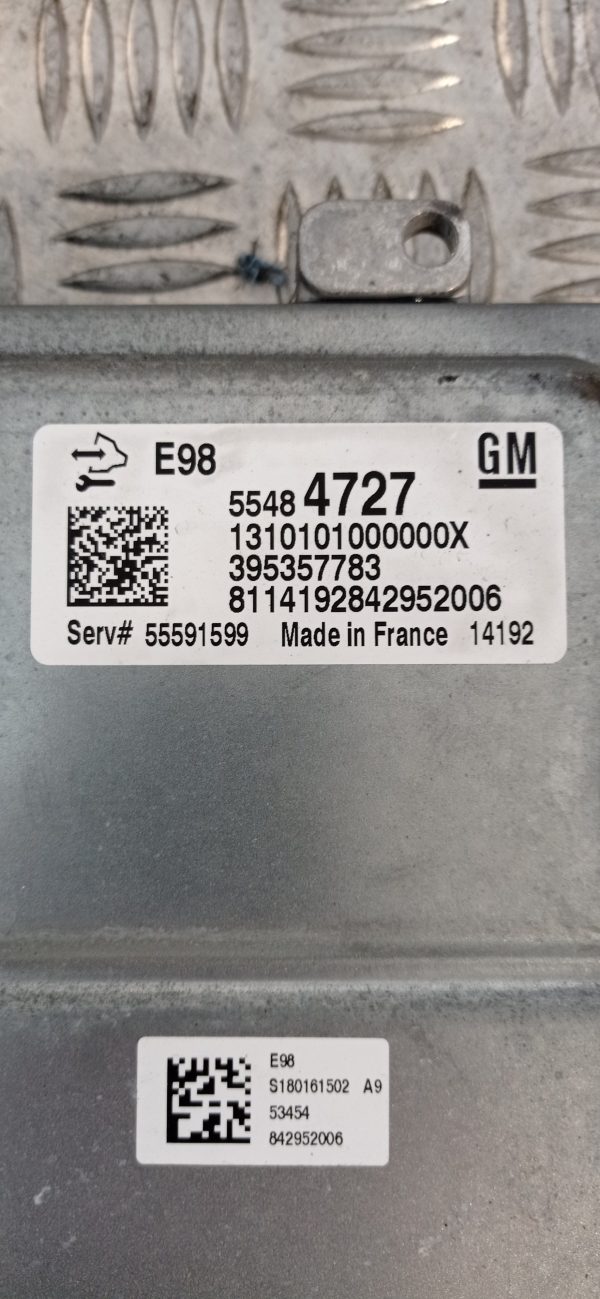 E98 GM
5548 4727
1310101000000X
395357783
8114192842952006
Serv# 55591599 Made in France 14192
E98
S180161502 A9
53454
842952006